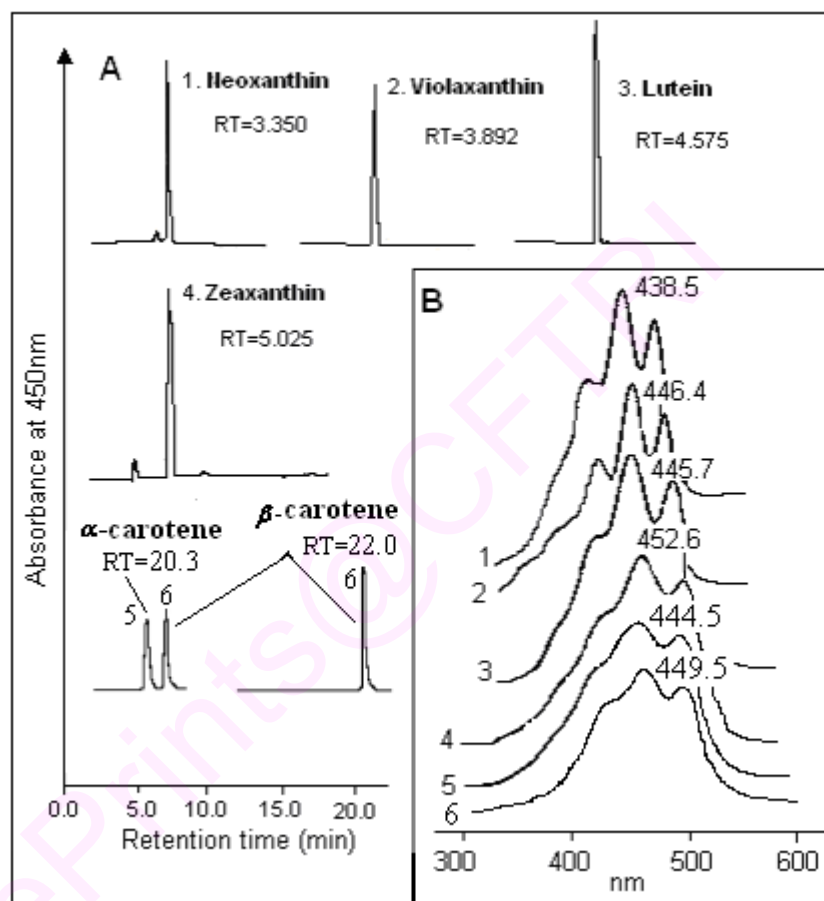 A
1. Neoxanthin
RT=3.350
2. Violaxanthin
RT=3.892
3. Lutein
RT=4.575
4. Zeaxanthin
RT=5.025
α-carotene
RT=20.3
5
6
β-carotene
RT=22.0
6
Absorbance at 450nm
0.0 5.0 10.0 15.0 20.0
Retention time (min)
B
438.5
446.4
445.7
452.6
444.5
449.5
1
2
3
4
5
6
300 400 500 600
nm
Prints@CFTRI